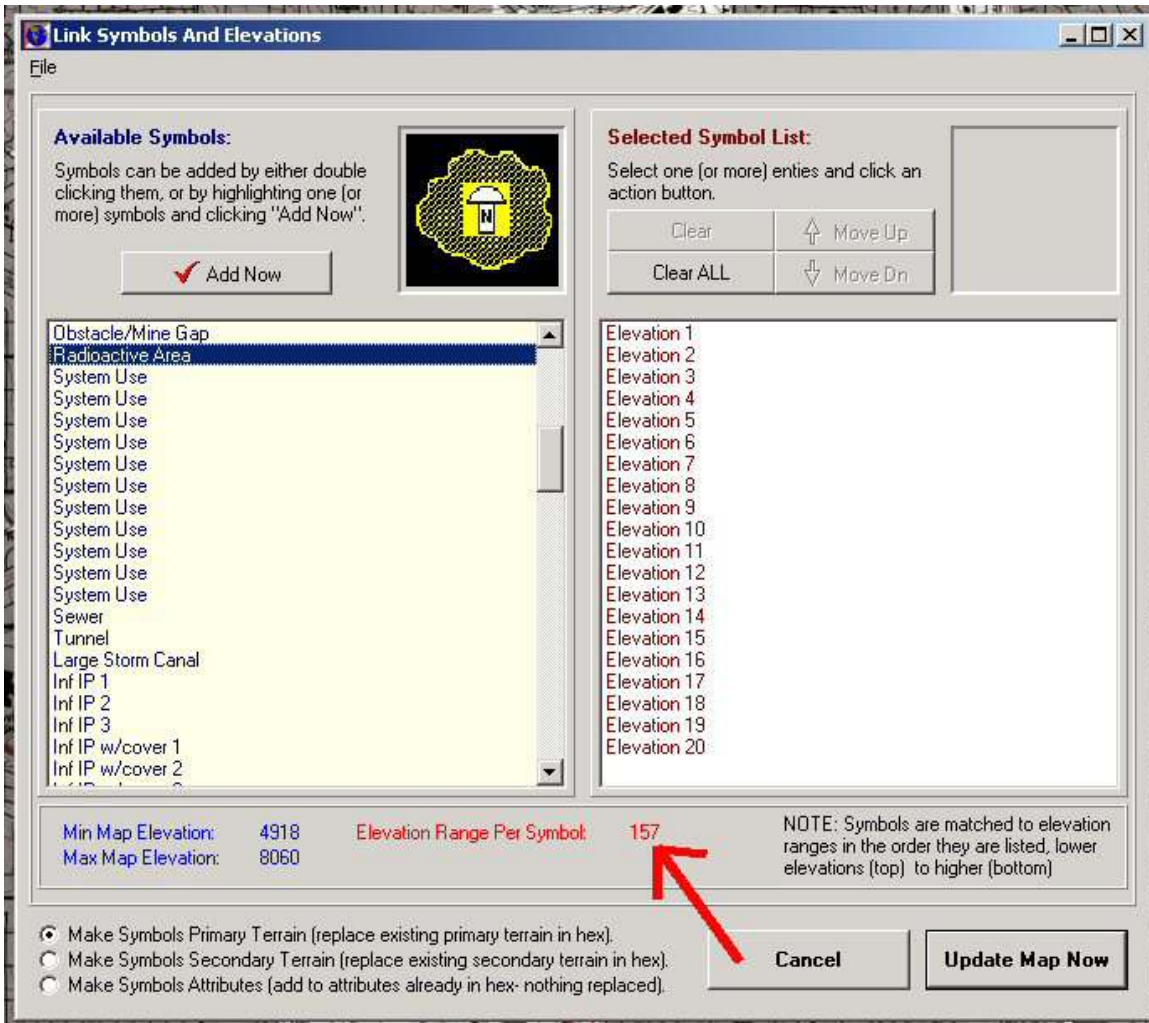 Link Symbols And Elevations
File
Available Symbols:
Symbols can be added by either double
clicking them, or by highlighting one (or
more) symbols and clicking "Add Now".
N
Add Now
Obstacle/Mine Gap
Radioactive Area
System Use
System Use
System Use
System Use
System Use
System Use
System Use
System Use
System Use
System Use
System Use
Sewer
Tunnel
Large Storm Canal
Inf IP 1
Inf IP 2
Inf IP 3
Inf IP w/cover 1
Inf IP w/cover 2
Selected Symbol List:
Select one (or more) enties and click an
action button.
Clear
Move Up
Clear ALL
Move Dn
Elevation 1
Elevation 2
Elevation 3
Elevation 4
Elevation 5
Elevation 6
Elevation 7
Elevation 8
Elevation 9
Elevation 10
Elevation 11
Elevation 12
Elevation 13
Elevation 14
Elevation 15
Elevation 16
Elevation 17
Elevation 18
Elevation 19
Elevation 20
Min Map Elevation: 4918 Elevation Range Per Symbol: 157
Max Map Elevation: 8060
NOTE: Symbols are matched to elevation
ranges in the order they are listed, lower
elevations (top) to higher (bottom)
Make Symbols Primary Terrain (replace existing primary terrain in hex).
Make Symbols Secondary Terrain (replace existing secondary terrain in hex).
Make Symbols Attributes (add to attributes already in hex- nothing replaced).
Cancel
Update Map Now